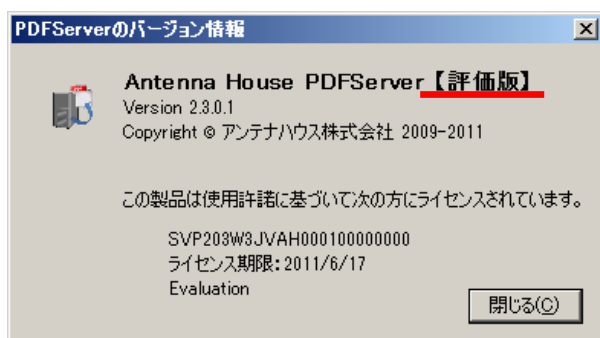 PDFServerのバージョン情報
Antenna House PDFServer【評価版】
Version 2.3.0.1
Copyright © アンテナハウス株式会社 2009-2011
この製品は使用許諾に基づいて次の方にライセンスされています。
SVP203W3JVAH000100000000
ライセンス期限：2011/6/17
Evaluation
閉じる(C)